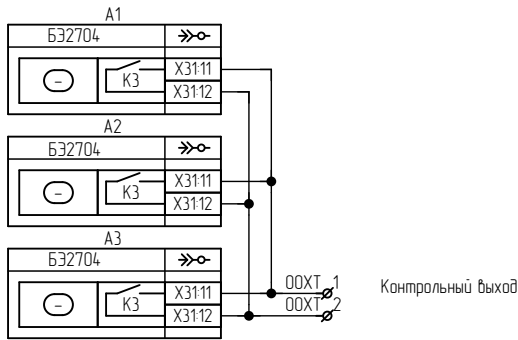 A1
БЭ2704
–
К3
X31:11
X31:12
A2
БЭ2704
–
К3
X31:11
X31:12
A3
БЭ2704
–
К3
X31:11
X31:12
00XT 1
00XT 2
Контрольный выход